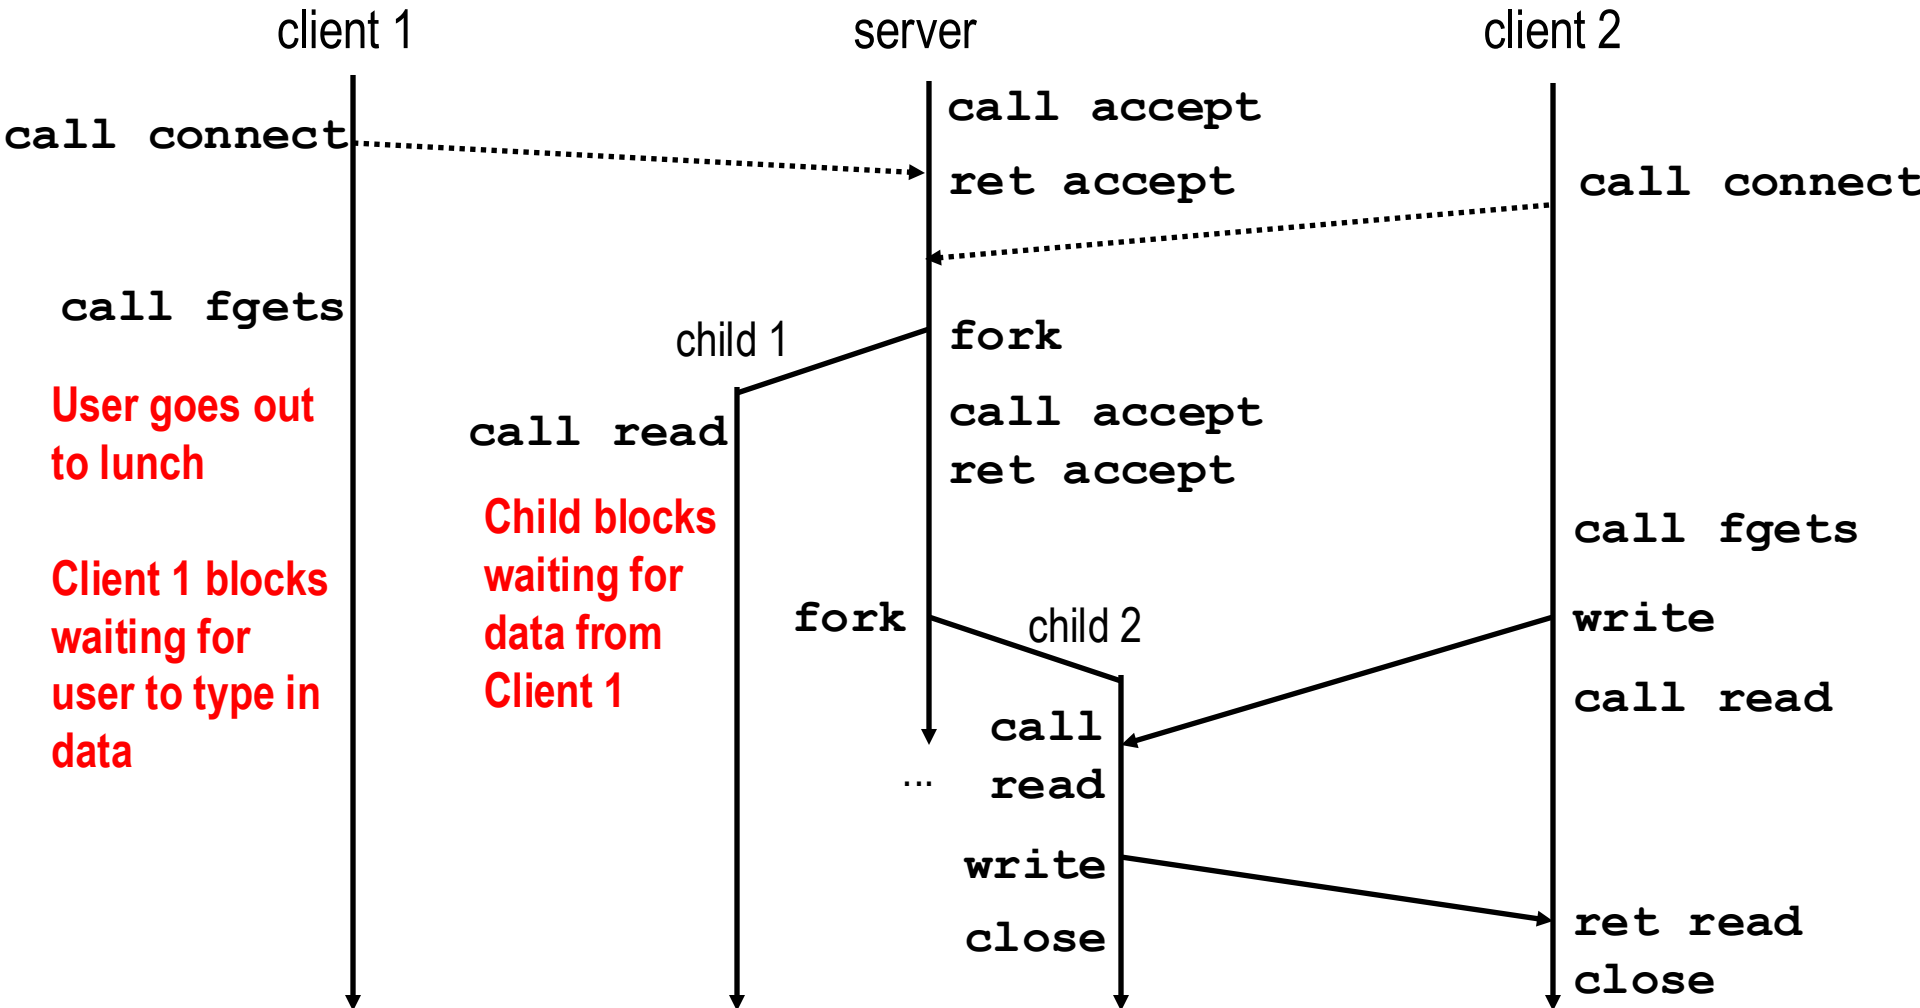 client 1
server
client 2
call connect
call accept
ret accept
call connect
call fgets
child 1
fork
User goes out
to lunch
call read
call accept
ret accept
Client 1 blocks
waiting for
user to type in
data
Child blocks
waiting for
data from
Client 1
call fgets
fork
child 2
write
call
read
call read
...
write
close
ret read
close